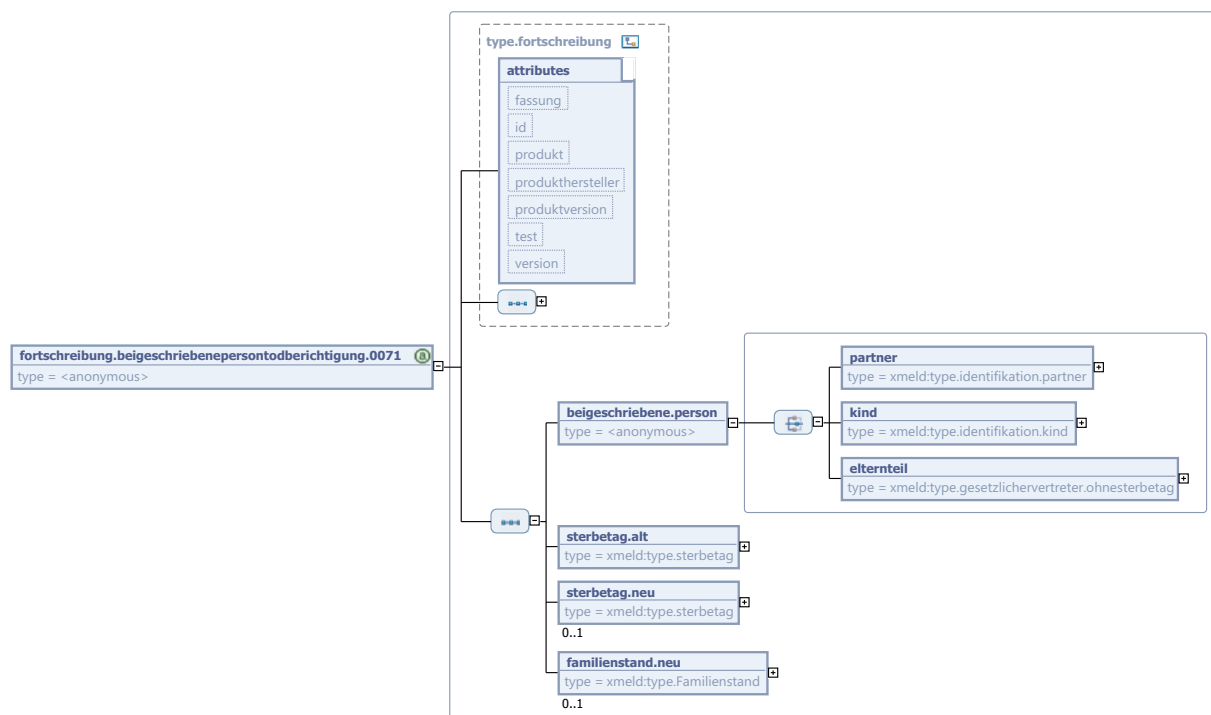 type.fortschreibung
attributes
fassung
id
produkt
produkthersteller
produktversion
test
version
fortschreibung.beigeschriebenepersontodberichtigung.0071
type = <anonymous>
beigeschriebene.person
type = <anonymous>
partner
type = xmeld:type.identifikation.partner
kind
type = xmeld:type.identifikation.kind
elternteil
type = xmeld:type.gesetzlichervertreter.ohnesterbetag
sterbetag.alt
type = xmeld:type.sterbetag
sterbetag.neu
type = xmeld:type.sterbetag
0..1
familienstand.neu
type = xmeld:type.Familienstand
0..1